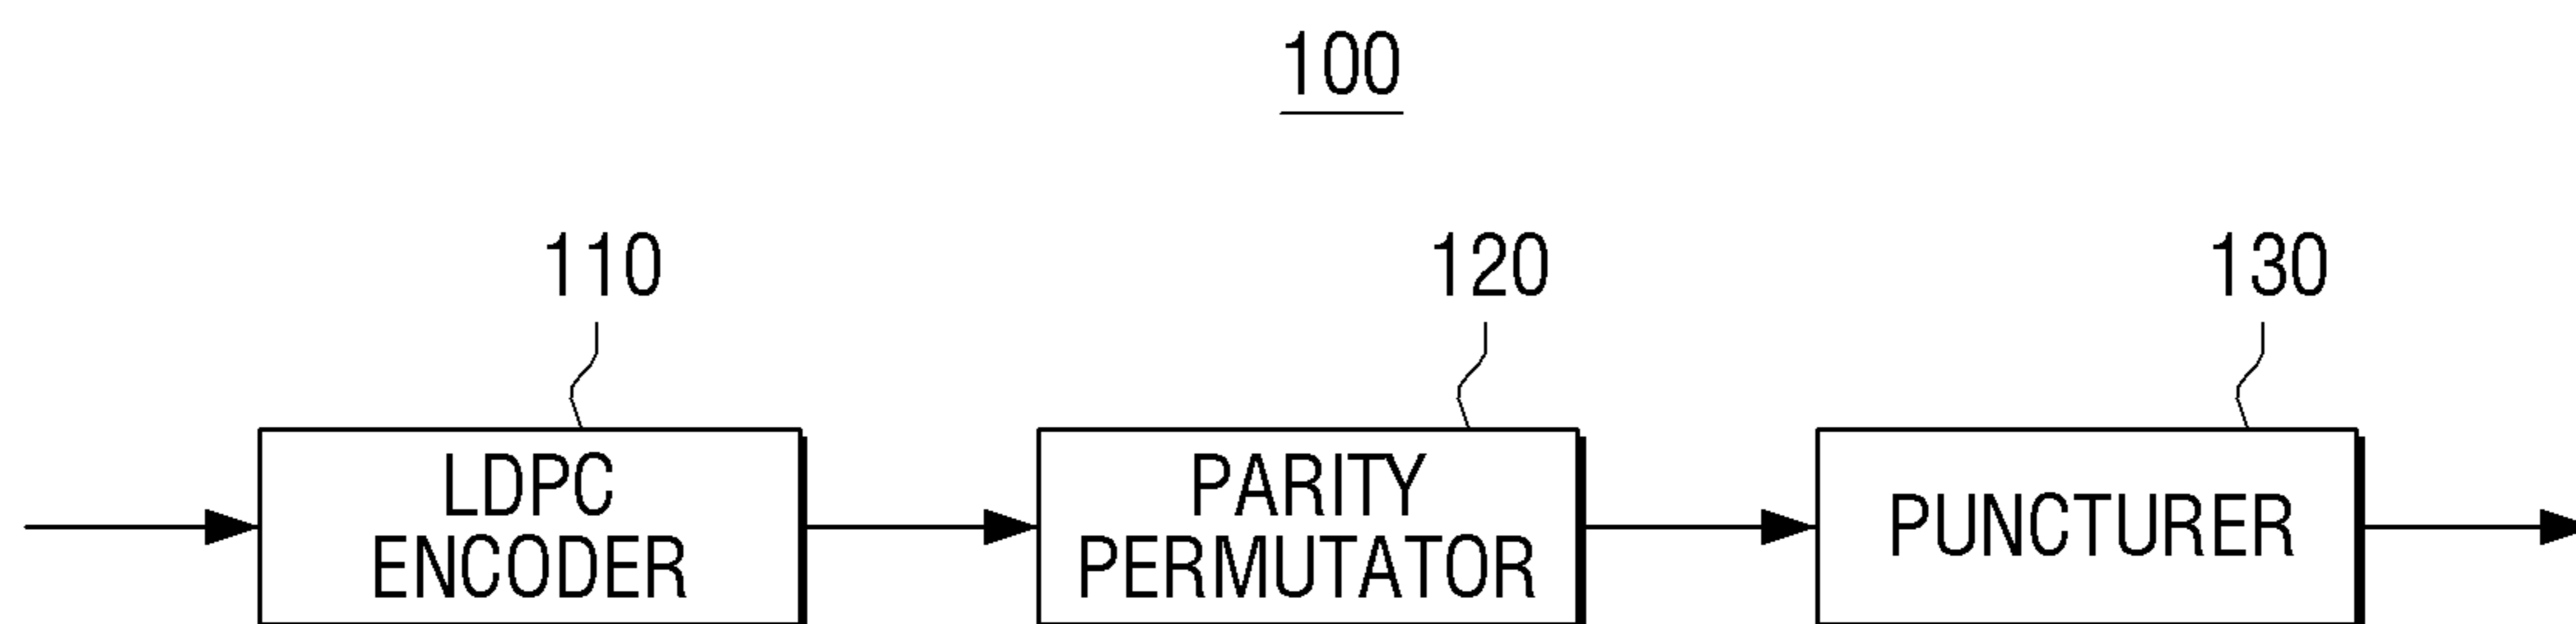 100
110
120
130
LDPC
ENCODER
PARITY
PERMUTATOR
PUNCTURER